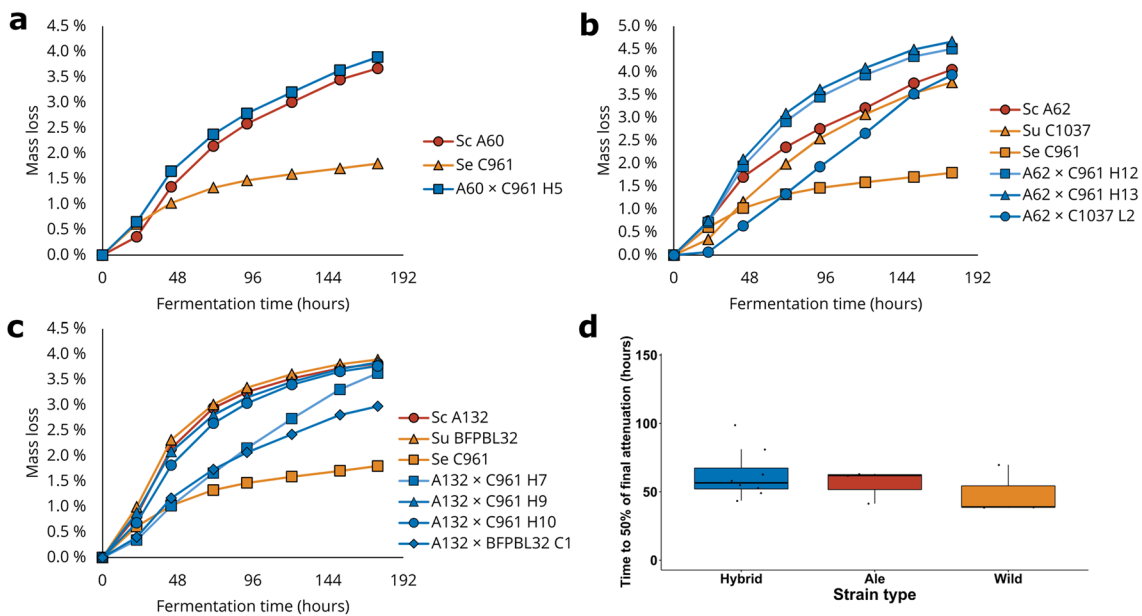 a
4.5 %
4.0 %
3.5 %
3.0 %
2.5 %
2.0 %
1.5 %
1.0 %
0.5 %
0.0 %
Mass loss
0 48 96 144 192
Fermentation time (hours)
Sc A60
Se C961
A60 × C961 H5
b
5.0 %
4.5 %
4.0 %
3.5 %
3.0 %
2.5 %
2.0 %
1.5 %
1.0 %
0.5 %
0.0 %
Mass loss
0 48 96 144 192
Fermentation time (hours)
Sc A62
Su C1037
Se C961
A62 × C961 H12
A62 × C961 H13
A62 × C1037 L2
c
4.5 %
4.0 %
3.5 %
3.0 %
2.5 %
2.0 %
1.5 %
1.0 %
0.5 %
0.0 %
Mass loss
0 48 96 144 192
Fermentation time (hours)
Sc A132
Su BFPBL32
Se C961
A132 × C961 H7
A132 × C961 H9
A132 × C961 H10
A132 × BFPBL32 C1
d
150
100
50
0
Time to 50% of final attenuation (hours)
Hybrid Ale Wild
Strain type